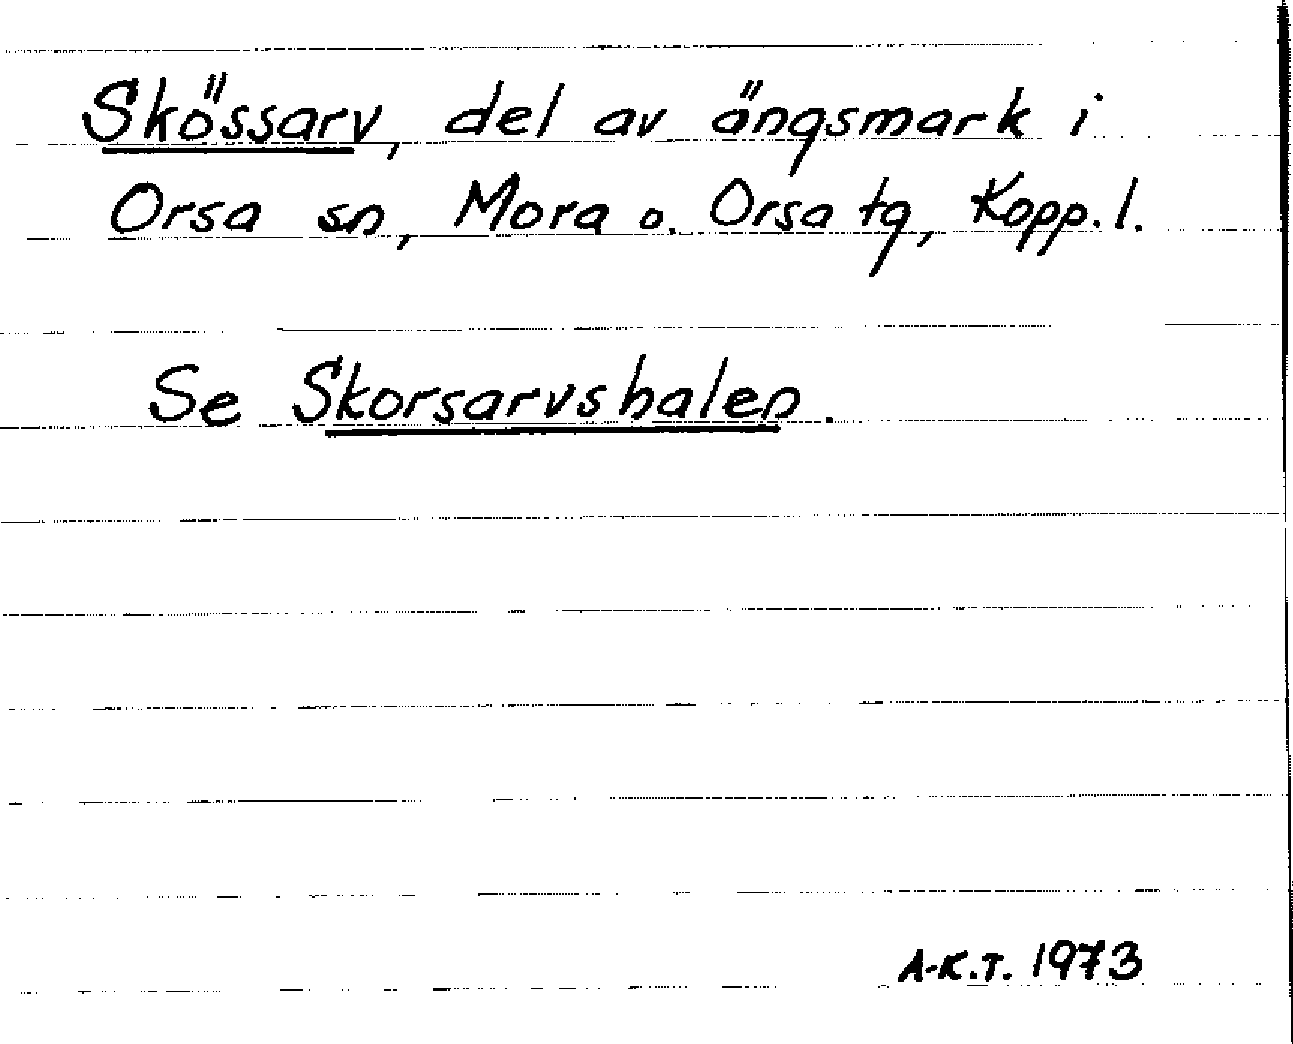 Skössarv, del av ängsmark i
Orsa sn, Mora o. Orsa tg, Kopp. l.
Se Skorsarvshalen.
A-K.T. 1973